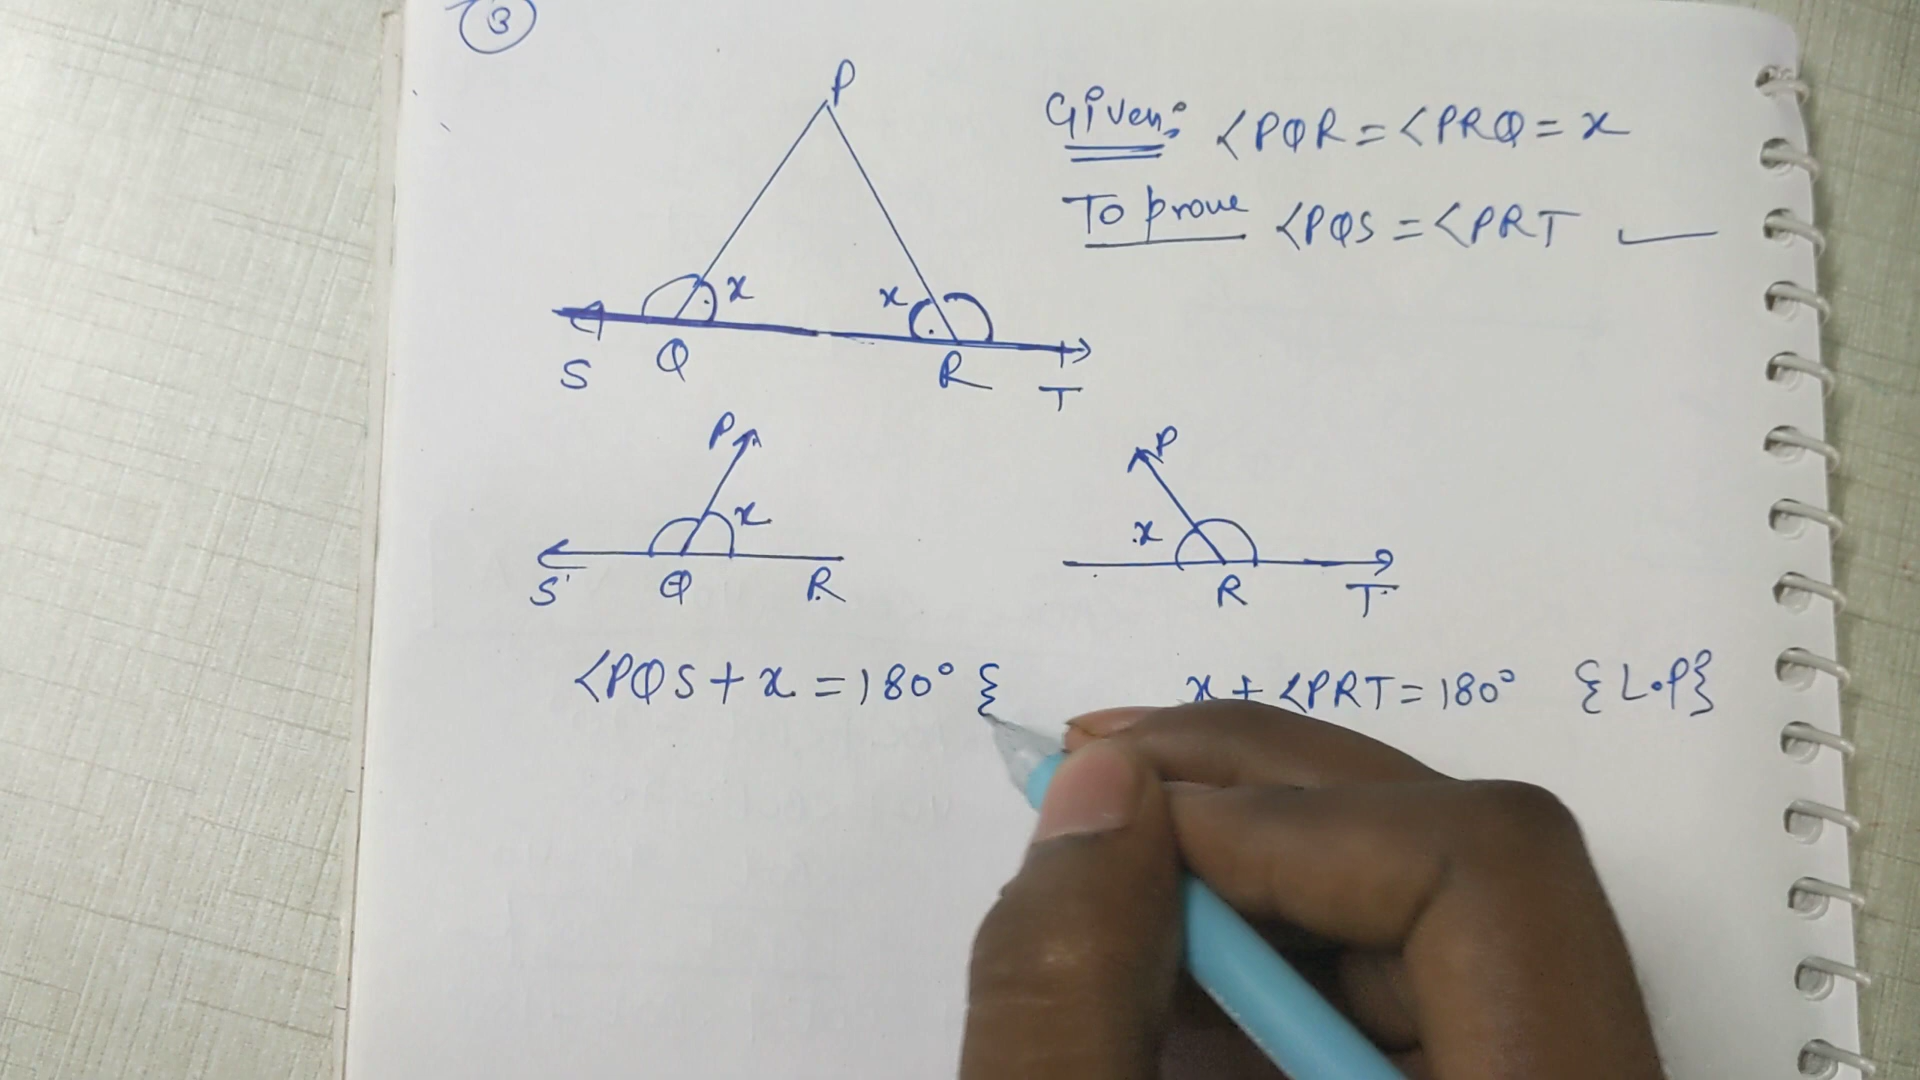 3
P
Given: <PQR = <PRQ = x
To prove <PQS = <PRT
x x
S Q R T
P P
x x
S Q R R T
<PQS + x = 180° { x + <PRT = 180° {L.P}